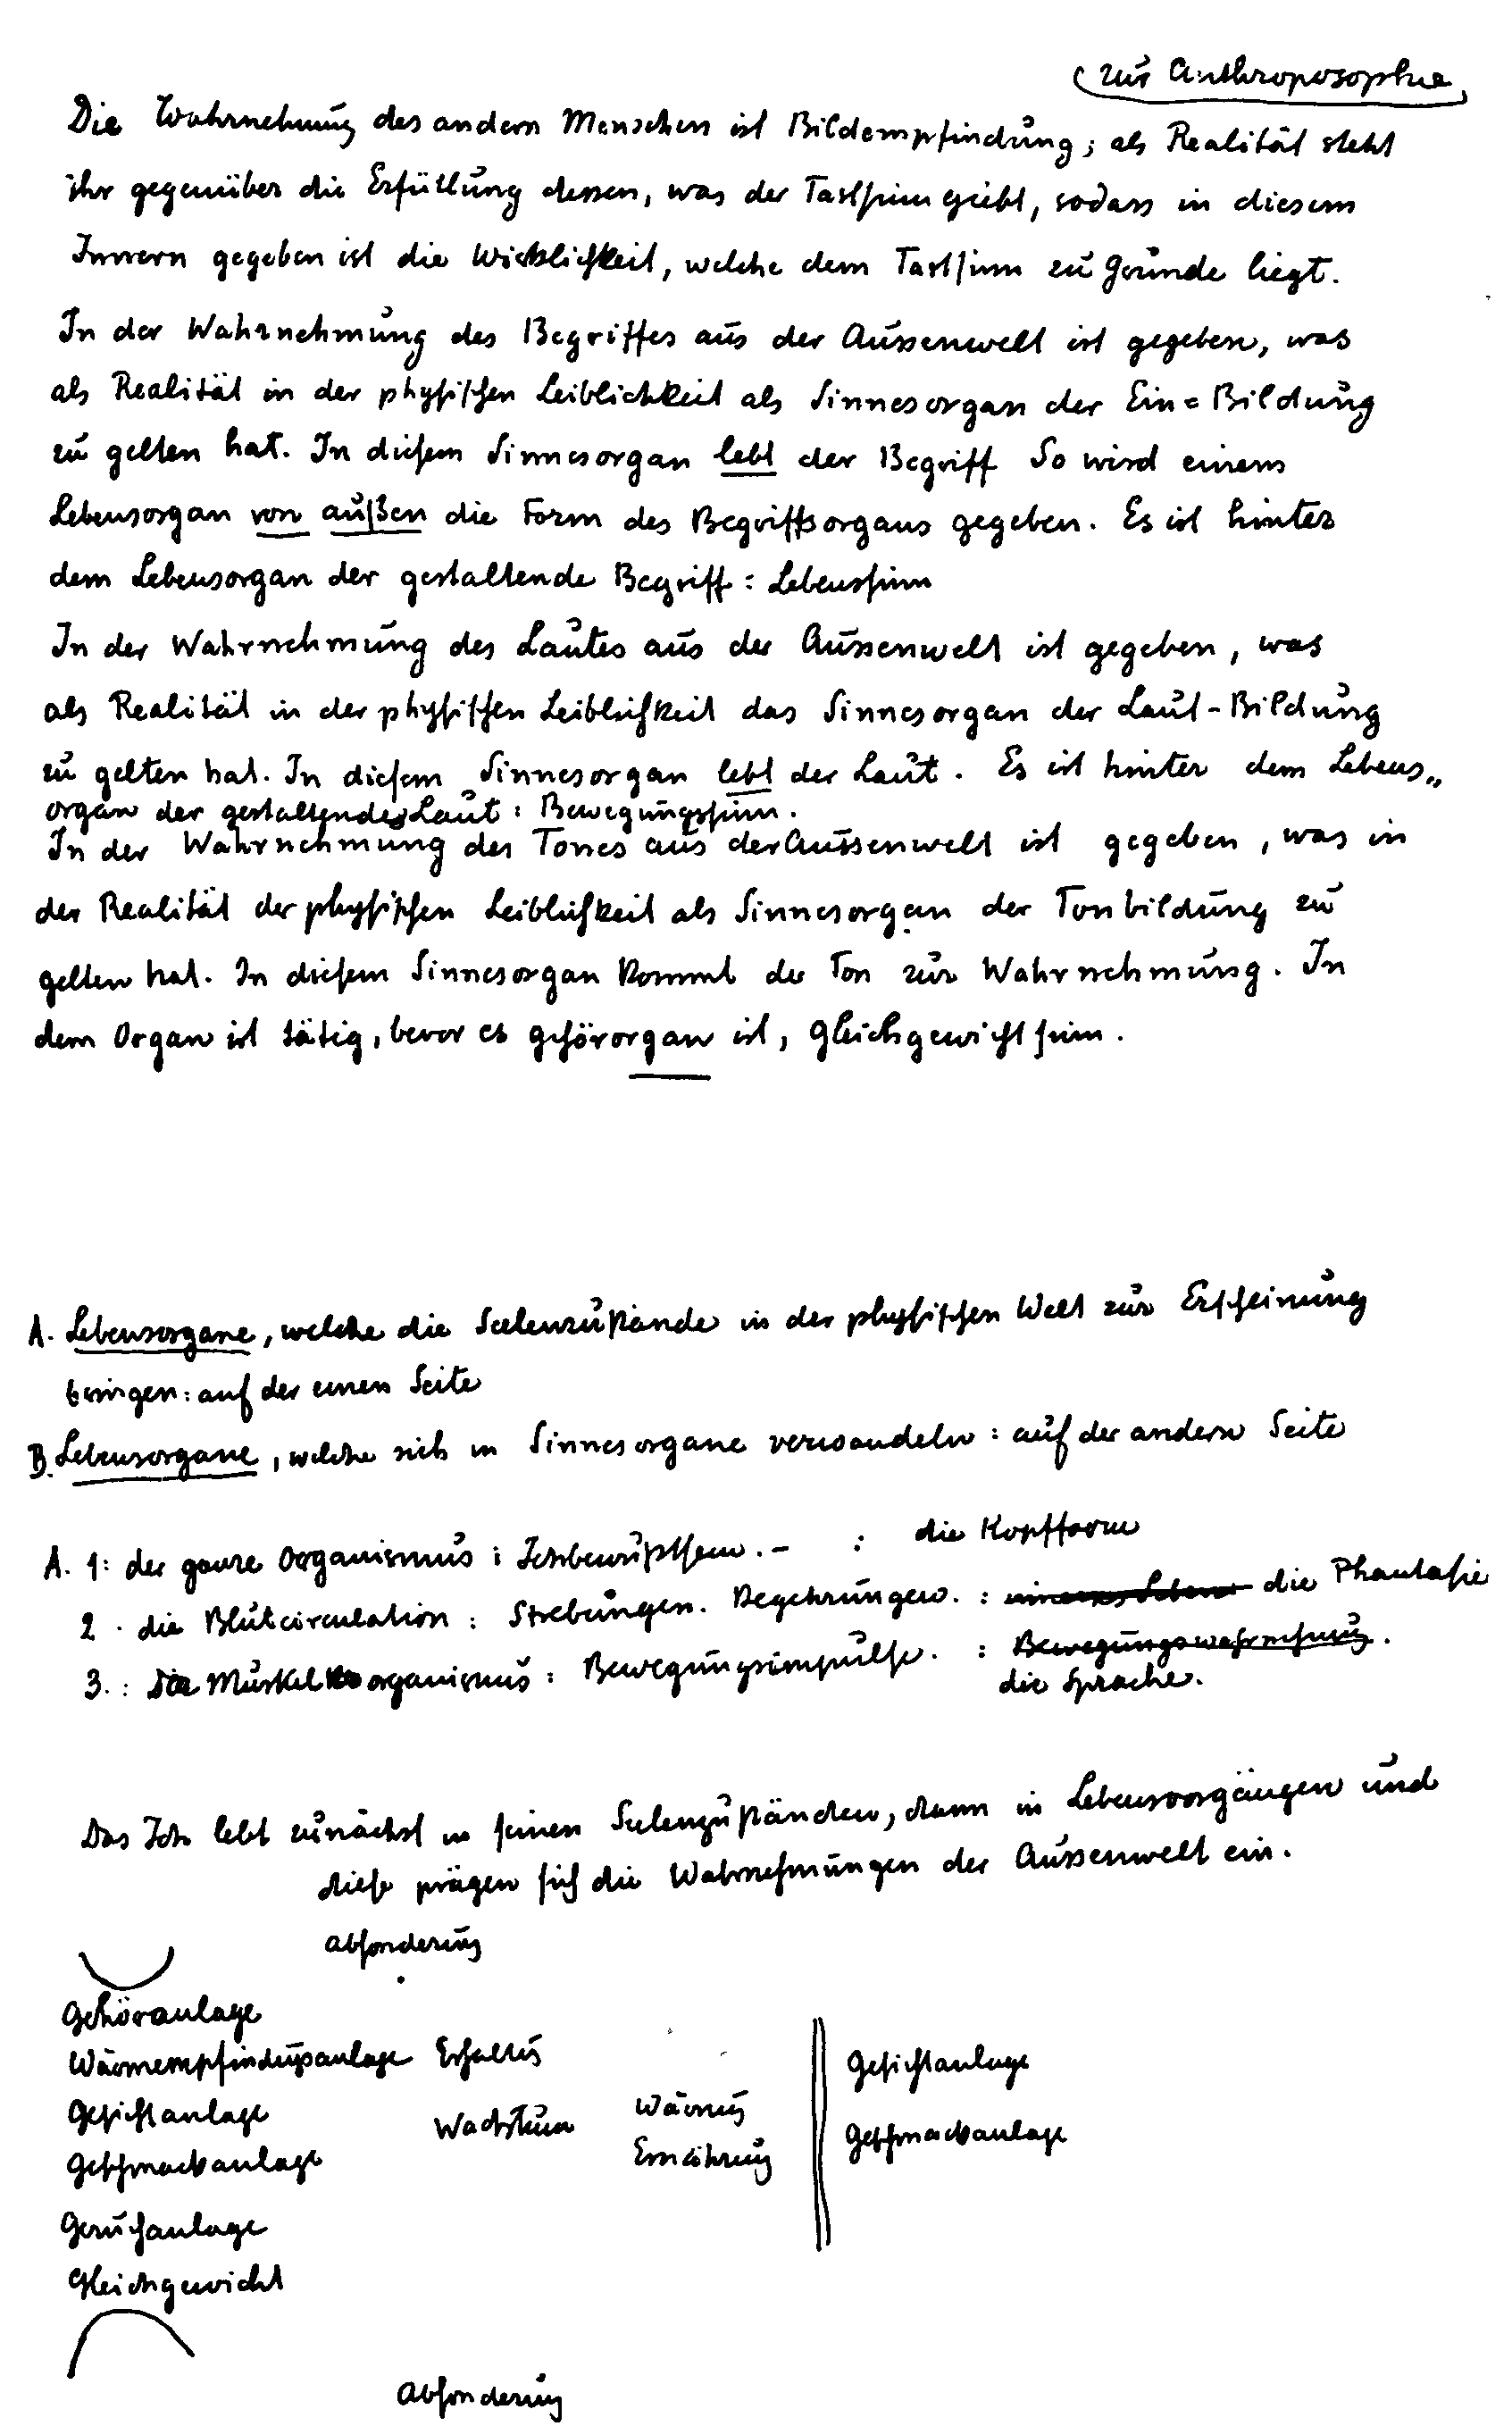 zur Anthroposophie
Die Wahrnehmung des andern Menschen ist Bildempfindung; als Realität steht
ihr gegenüber die Erfüllung dessen, was der Tastsinn giebt, sodass in diesem
Innern gegeben ist die Wirklichkeit, welche dem Tastsinn zu Grunde liegt.
In der Wahrnehmung des Begriffes aus der Aussenwelt ist gegeben, was
als Realität in der physischen Leiblichkeit als Sinnesorgan der Ein=Bildung
zu gelten hat. In diesem Sinnesorgan lebt der Begriff So wird einem
Lebensorgan von außen die Form des Begriffsorgans gegeben. Es ist hinter
dem Lebensorgan der gestaltende Begriff: Lebenssinn
In der Wahrnehmung des Lautes aus der Aussenwelt ist gegeben, was
als Realität in der physischen Leiblichkeit das Sinnesorgan der Laut-Bildung
zu gelten hat. In diesem Sinnesorgan lebt der Laut. Es ist hinter dem Lebens„
organ der gestaltende Laut: Bewegungssinn.
In der Wahrnehmung des Tones aus der Aussenwelt ist gegeben, was in
der Realität der physischen Leiblichkeit als Sinnesorgan der Tonbildung zu
gelten hat. In diesem Sinnesorgan kommt der Ton zur Wahrnehmung. In
dem Organ ist tätig, bevor es Gehörorgan ist, Gleichgewichtsinn.
A. Lebensorgane, welche die Seelenzustände in der physischen Welt zur Erscheinung
bringen: auf der einen Seite
B. Lebensorgane, welche sich in Sinnesorgane verwandeln: auf der andern Seite
A. 1: der ganze Organismus: Ichbewußtsein. - : die Kopfform
2. die Blutcirculation: Strebungen. Begehrungen. : inneres Leben die Phantasie
3.: Die Muskelorganismus: Bewegungsimpulse. : Bewegungswahrnehmung.
die Sprache.
Das Ich lebt zunächst in seinen Seelenzuständen, dann in Lebensvorgängen und
diese prägen sich die Wahrnehmungen der Aussenwelt ein.
Absonderung
Gehöranlage
Wärmempfindungsanlage Erhaltung
Gesichtanlage Wachstum Wärmung Gesichtanlage
Geschmackanlage Ernährung Geschmackanlage
Geruchanlage
Gleichgewicht
Absonderung